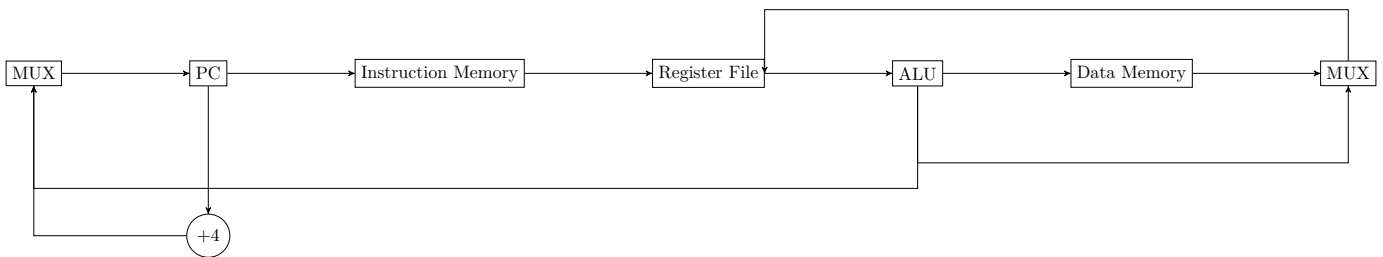 MUX
PC
Instruction Memory
Register File
ALU
Data Memory
MUX
+4